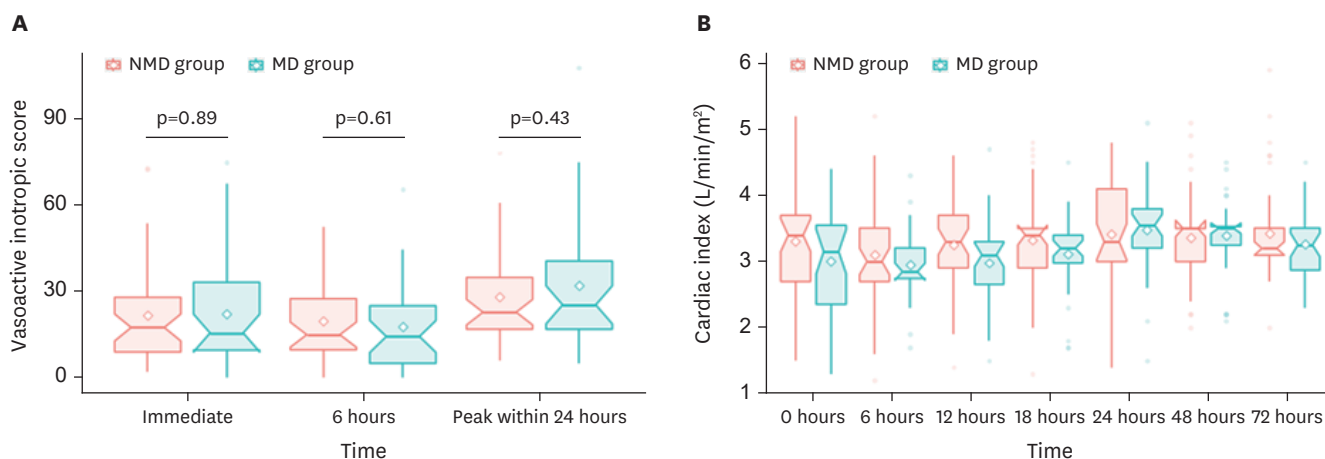 A
NMD group MD group
Vasoactive inotropic score
90
60
30
0
p=0.89
p=0.61
p=0.43
Immediate
6 hours
Peak within 24 hours
Time
B
NMD group MD group
Cardiac index (L/min/m²)
6
5
4
3
2
1
0 hours
6 hours
12 hours
18 hours
24 hours
48 hours
72 hours
Time